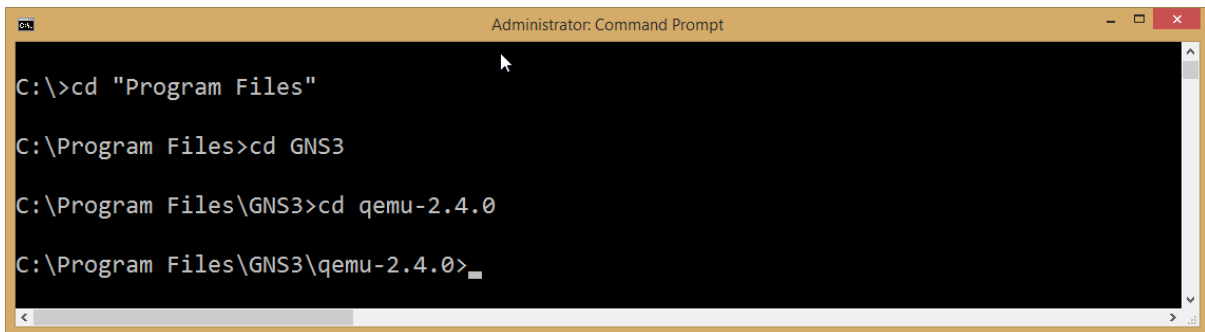 Administrator: Command Prompt
C:\>cd "Program Files"
C:\Program Files>cd GNS3
C:\Program Files\GNS3>cd qemu-2.4.0
C:\Program Files\GNS3\qemu-2.4.0>